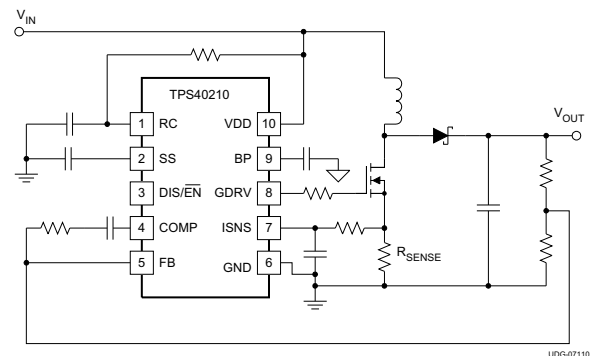 VIN
TPS40210
VOUT
1 RC VDD 10
2 SS BP 9
3 DIS/EN GDRV 8
4 COMP ISNS 7
5 FB GND 6
RSENSE
UDG-07110